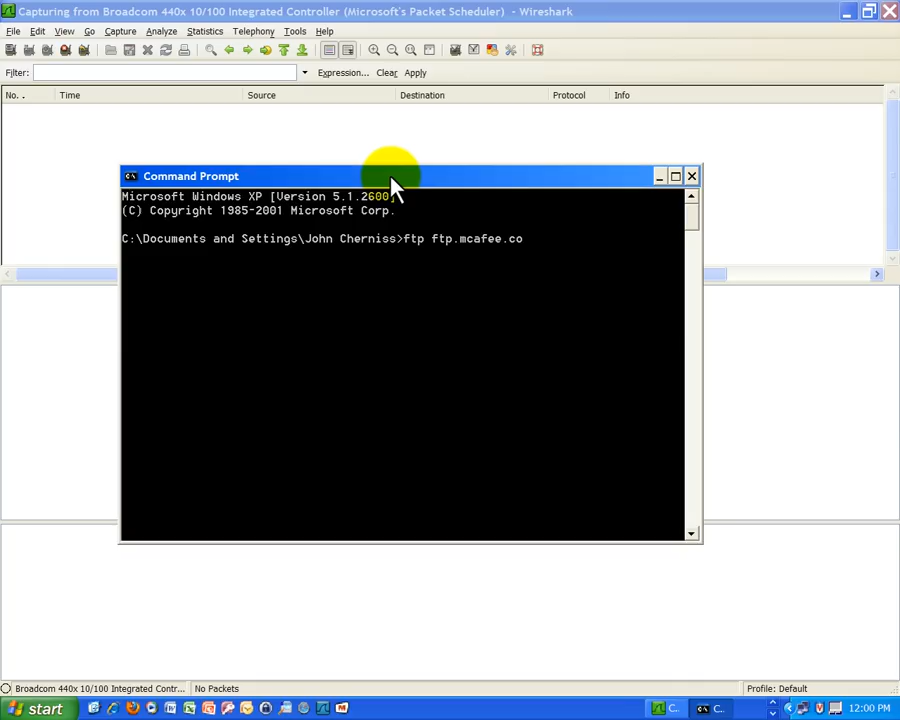 Capturing from Broadcom 440x 10/100 Integrated Controller (Microsoft's Packet Scheduler) - Wireshark
File Edit View Go Capture Analyze Statistics Telephony Tools Help
Filter: Expression... Clear Apply
No. . Time Source Destination Protocol Info
Command Prompt
Microsoft Windows XP [Version 5.1.2600]
(C) Copyright 1985-2001 Microsoft Corp.
C:\Documents and Settings\John Cherniss>ftp ftp.mcafee.co
Broadcom 440x 10/100 Integrated Contr... No Packets Profile: Default
start C... C... 12:00 PM